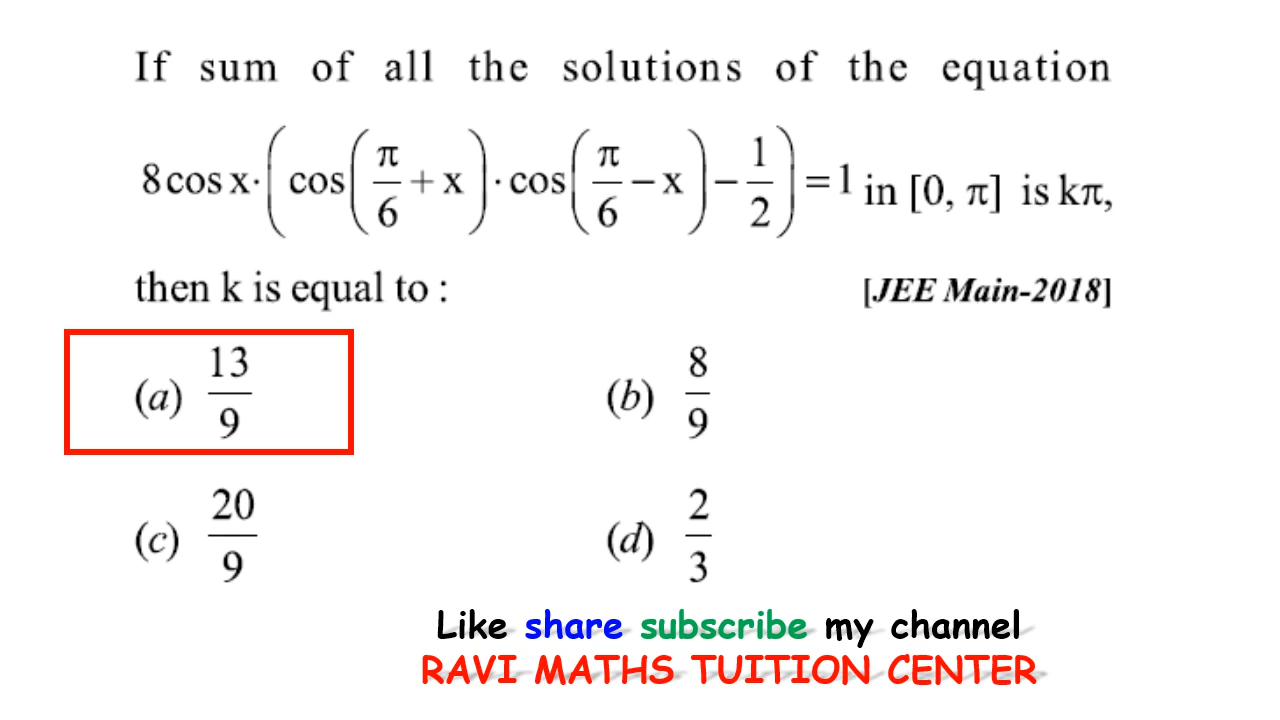 If sum of all the solutions of the equation
8cos x·(cos(π/6 + x)·cos(π/6 − x) − 1/2) = 1 in [0, π] is kπ,
then k is equal to : [JEE Main-2018]
(a) 13/9 (b) 8/9
(c) 20/9 (d) 2/3
Like share subscribe my channel
RAVI MATHS TUITION CENTER